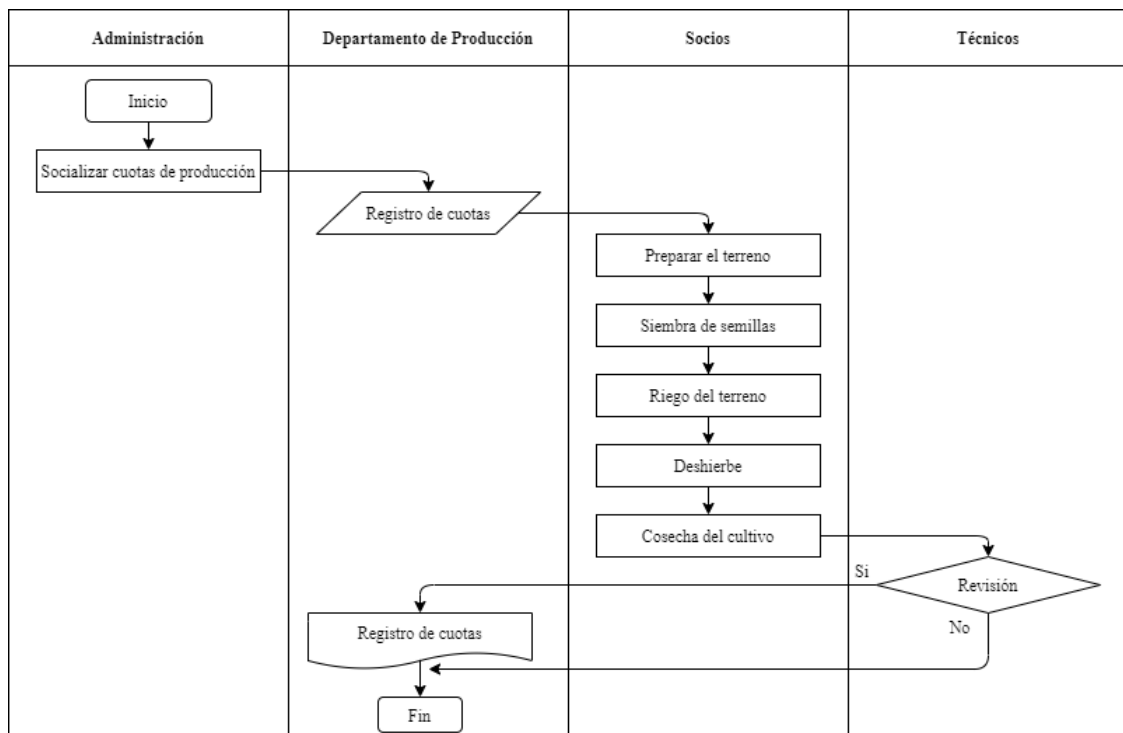 Administración
Departamento de Producción
Socios
Técnicos
Inicio
Socializar cuotas de producción
Registro de cuotas
Preparar el terreno
Siembra de semillas
Riego del terreno
Deshierbe
Cosecha del cultivo
Si
Revisión
No
Registro de cuotas
Fin